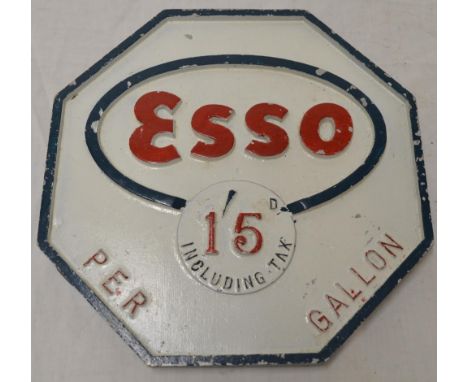 Esso
1/5 D
INCLUDING·TAX
PER GALLON